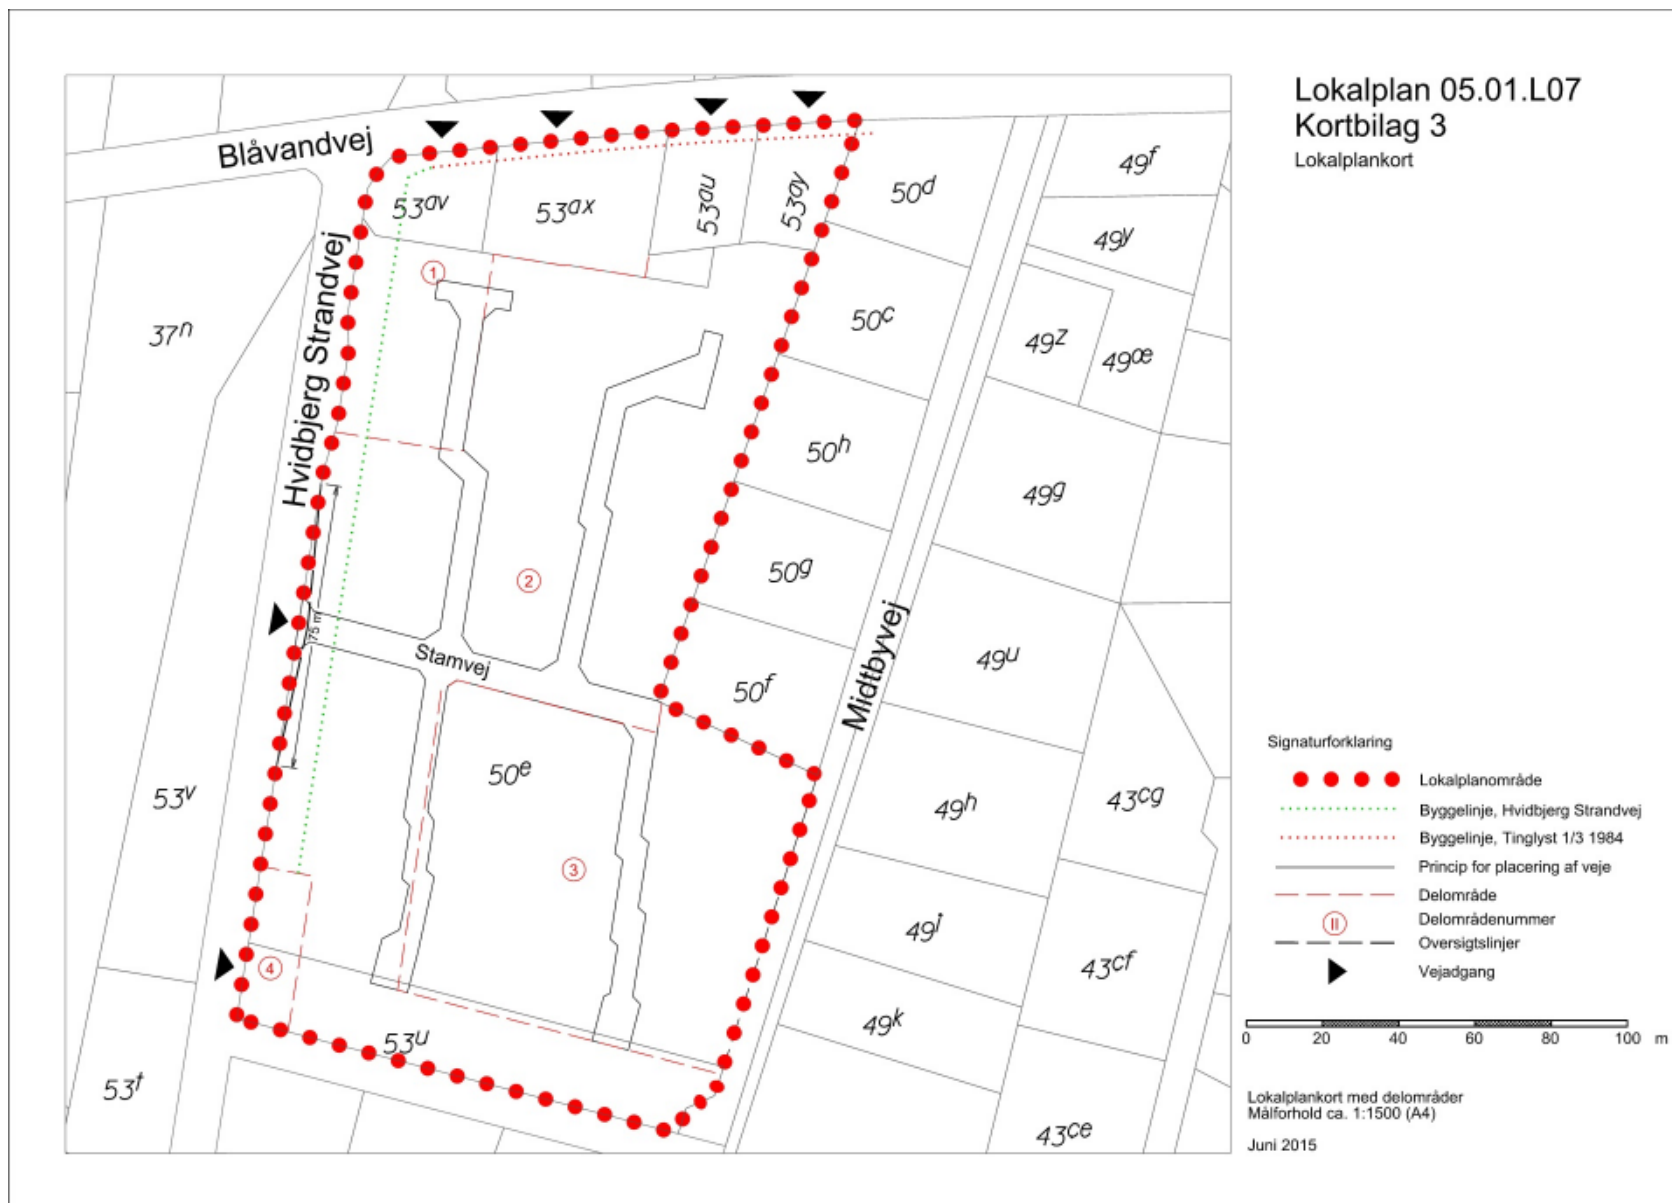 Lokalplan 05.01.L07
Kortbilag 3
Lokalplankort
Blåvandvej
Hvidbjerg Strandvej
Midtbyvej
Stamvej
75 m
53av
53ax
53au
53ay
50d
49f
49y
37n
50c
49z
49œ
50h
49g
50g
49u
50f
50e
53v
49h
43cg
49i
43cf
49k
53u
53f
43ce
1
2
3
4
Signaturforklaring
Lokalplanområde
Byggelinje, Hvidbjerg Strandvej
Byggelinje, Tinglyst 1/3 1984
Princip for placering af veje
Delområde
II
Delområdenummer
Oversigtslinjer
Vejadgang
0 20 40 60 80 100 m
Lokalplankort med delområder
Målforhold ca. 1:1500 (A4)
Juni 2015